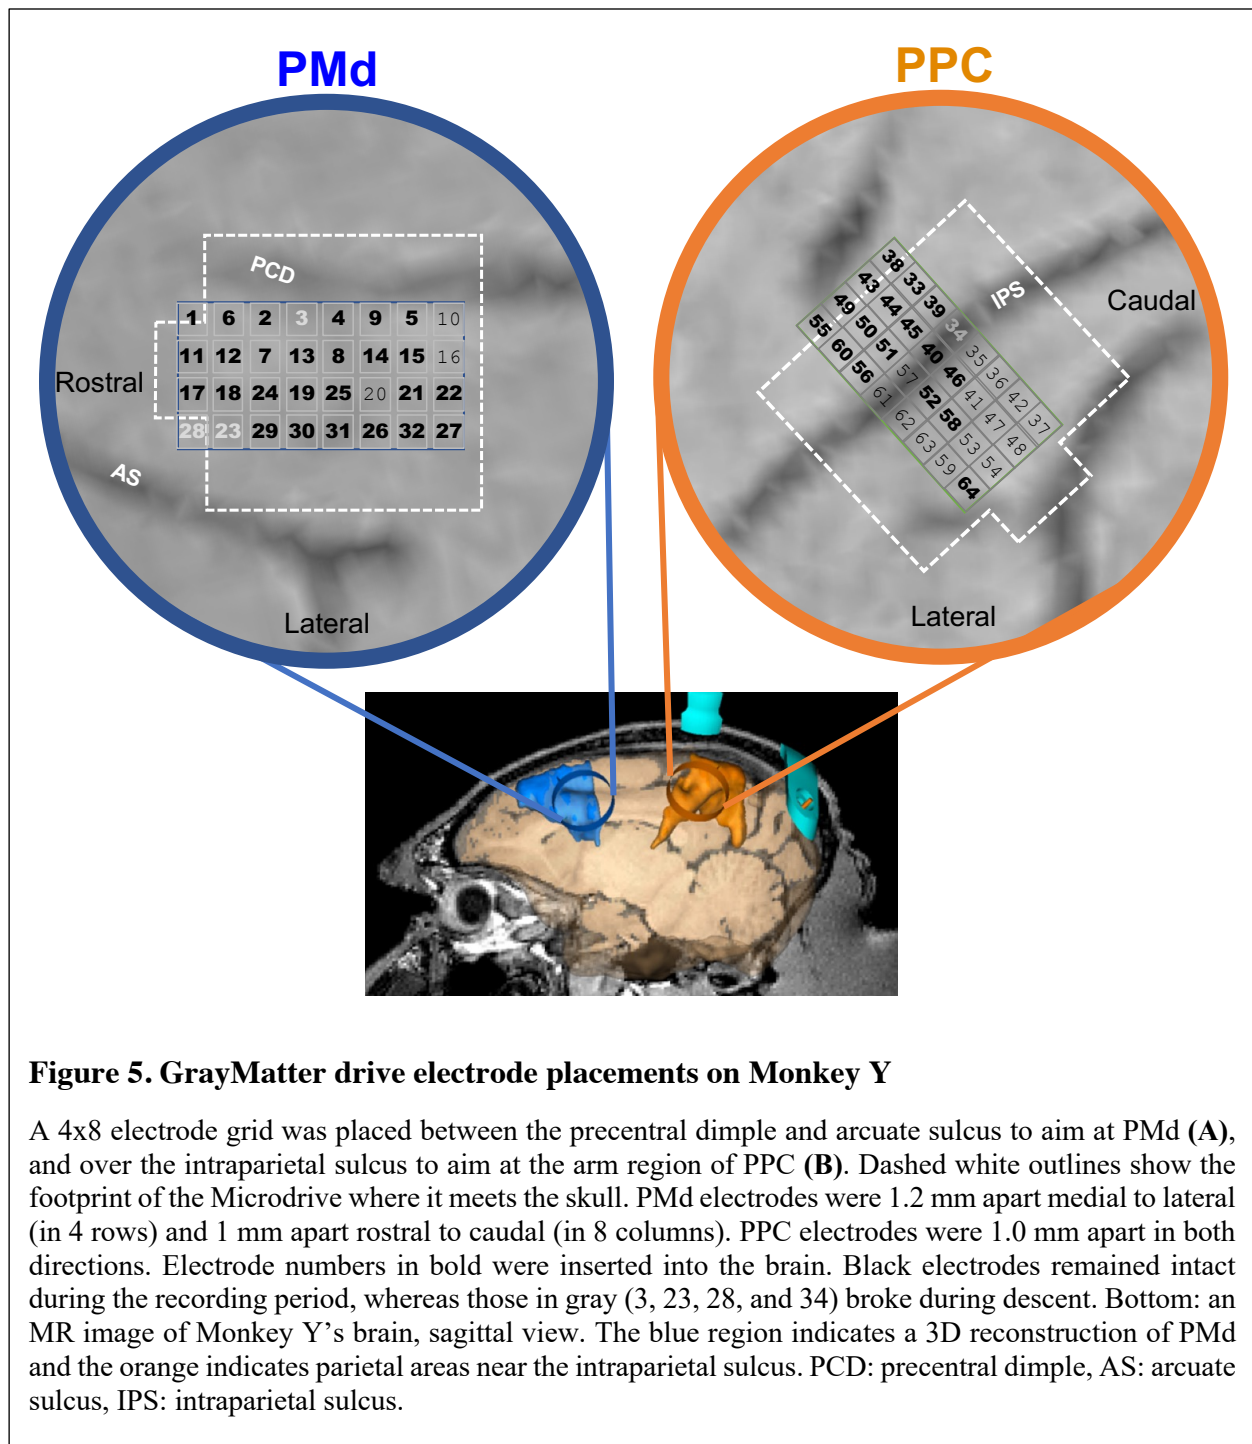 PMd
PPC
PCD
1 6 2 3 4 9 5 10
11 12 7 13 8 14 15 16
Rostral
17 18 24 19 25 20 21 22
28 23 29 30 31 26 32 27
AS
Lateral
IPS
Caudal
38 33 39 34 35 36 42 37
43 44 45 40 46 41 47 48
49 50 51 57 52 58 53 54
55 60 56 61 62 63 59 64
Lateral
Figure 5. GrayMatter drive electrode placements on Monkey Y
A 4x8 electrode grid was placed between the precentral dimple and arcuate sulcus to aim at PMd (A),
and over the intraparietal sulcus to aim at the arm region of PPC (B). Dashed white outlines show the
footprint of the Microdrive where it meets the skull. PMd electrodes were 1.2 mm apart medial to lateral
(in 4 rows) and 1 mm apart rostral to caudal (in 8 columns). PPC electrodes were 1.0 mm apart in both
directions. Electrode numbers in bold were inserted into the brain. Black electrodes remained intact
during the recording period, whereas those in gray (3, 23, 28, and 34) broke during descent. Bottom: an
MR image of Monkey Y’s brain, sagittal view. The blue region indicates a 3D reconstruction of PMd
and the orange indicates parietal areas near the intraparietal sulcus. PCD: precentral dimple, AS: arcuate
sulcus, IPS: intraparietal sulcus.